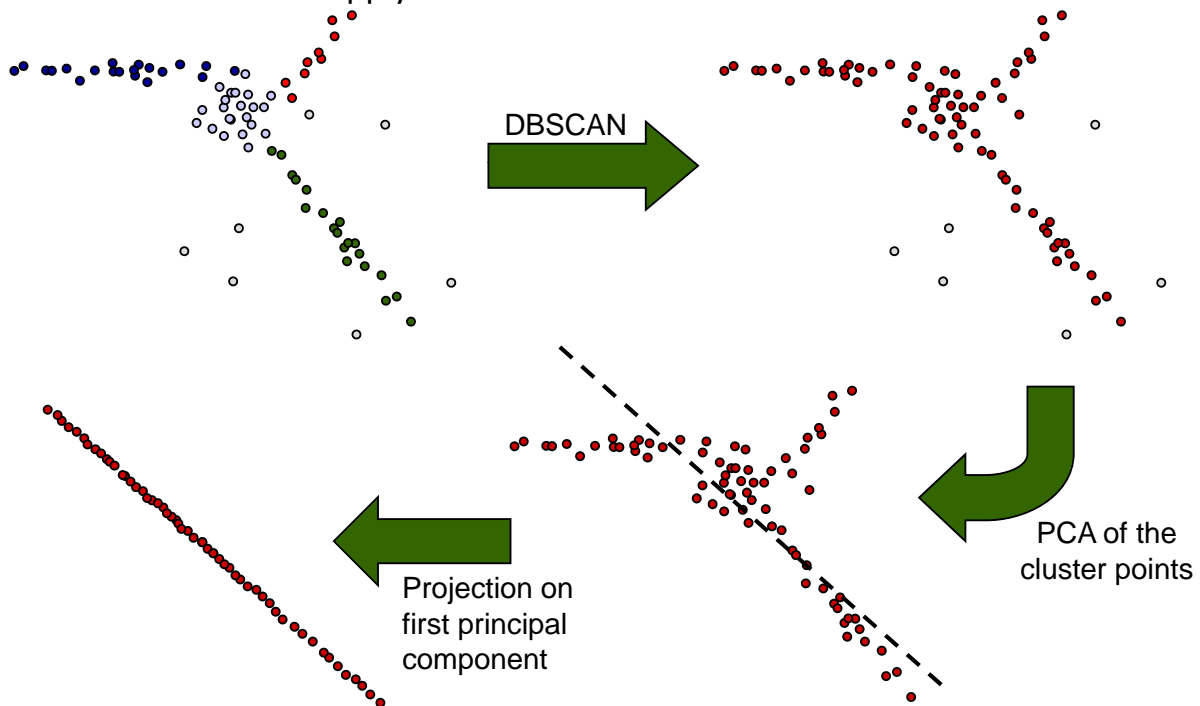 DBSCAN
PCA of the
cluster points
Projection on
first principal
component